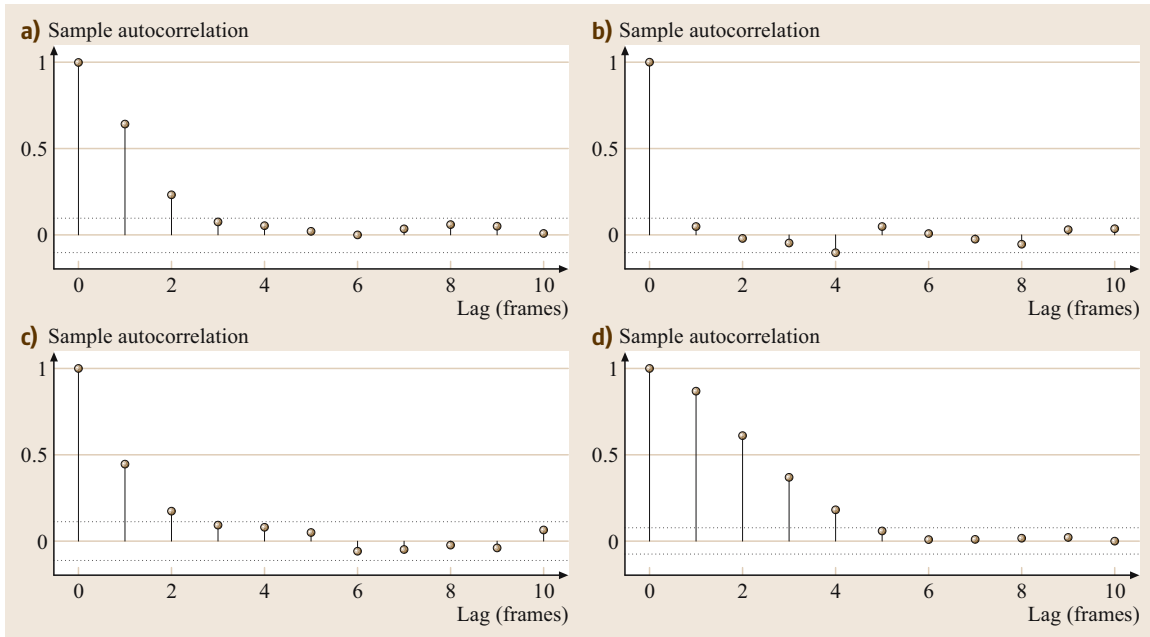 a) Sample autocorrelation
1
0.5
0
0 2 4 6 8 10
Lag (frames)
b) Sample autocorrelation
1
0.5
0
0 2 4 6 8 10
Lag (frames)
c) Sample autocorrelation
1
0.5
0
0 2 4 6 8 10
Lag (frames)
d) Sample autocorrelation
1
0.5
0
0 2 4 6 8 10
Lag (frames)